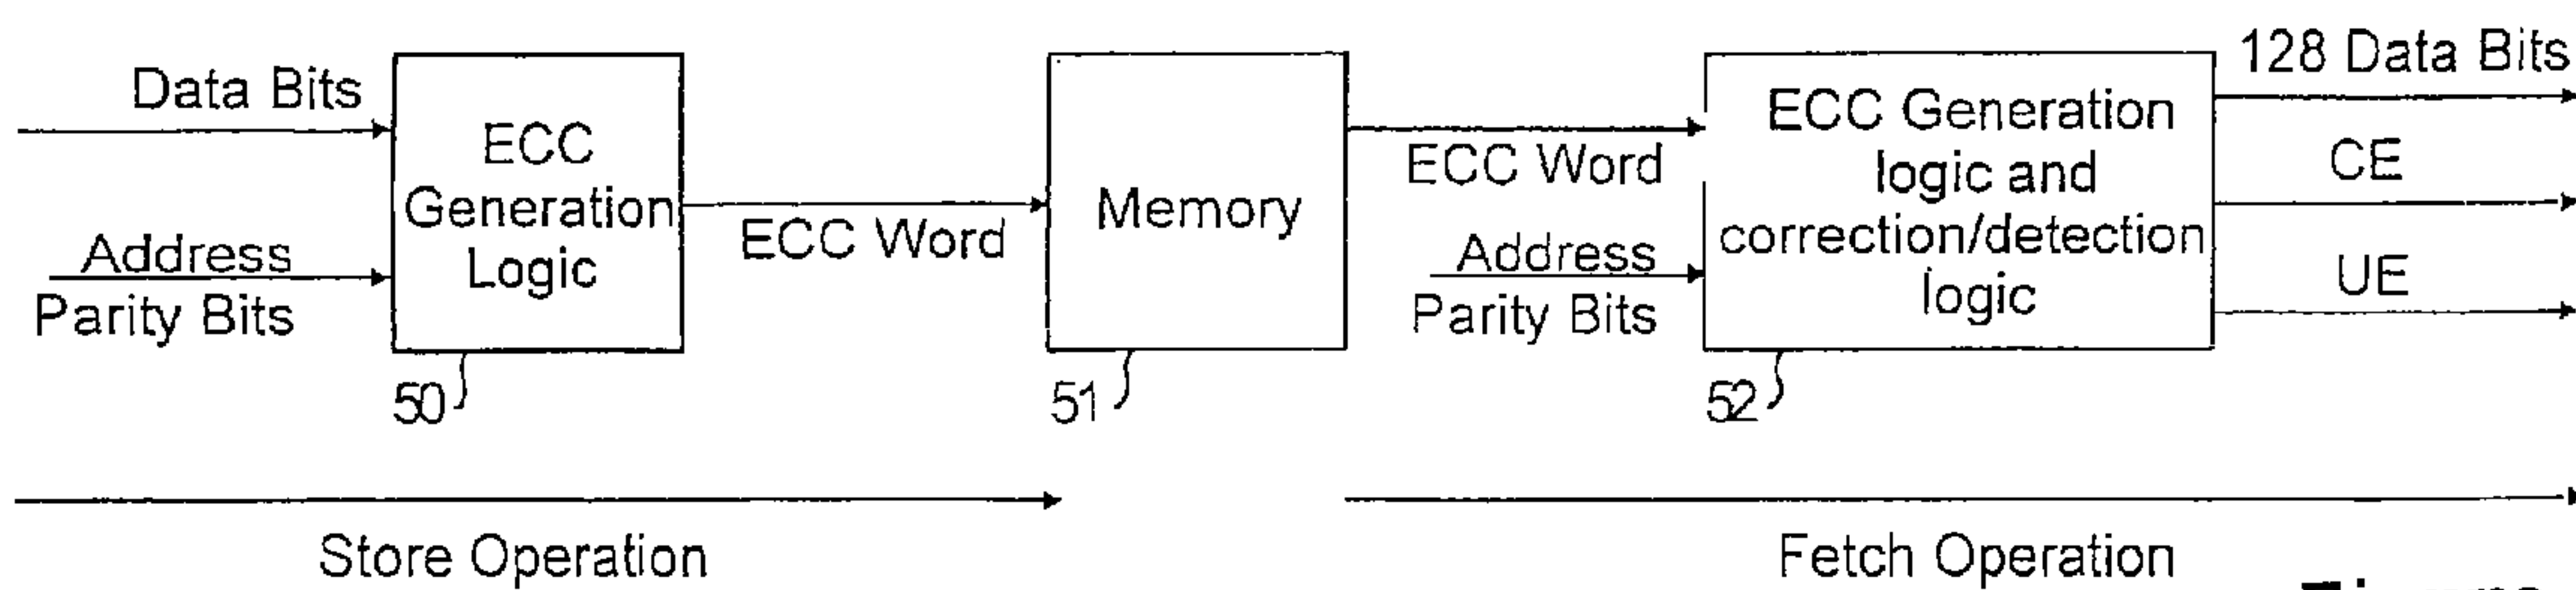 Data Bits
Address
Parity Bits
ECC
Generation
Logic
50
ECC Word
Memory
51
ECC Word
Address
Parity Bits
ECC Generation
logic and
correction/detection
logic
52
128 Data Bits
CE
UE
Store Operation
Fetch Operation